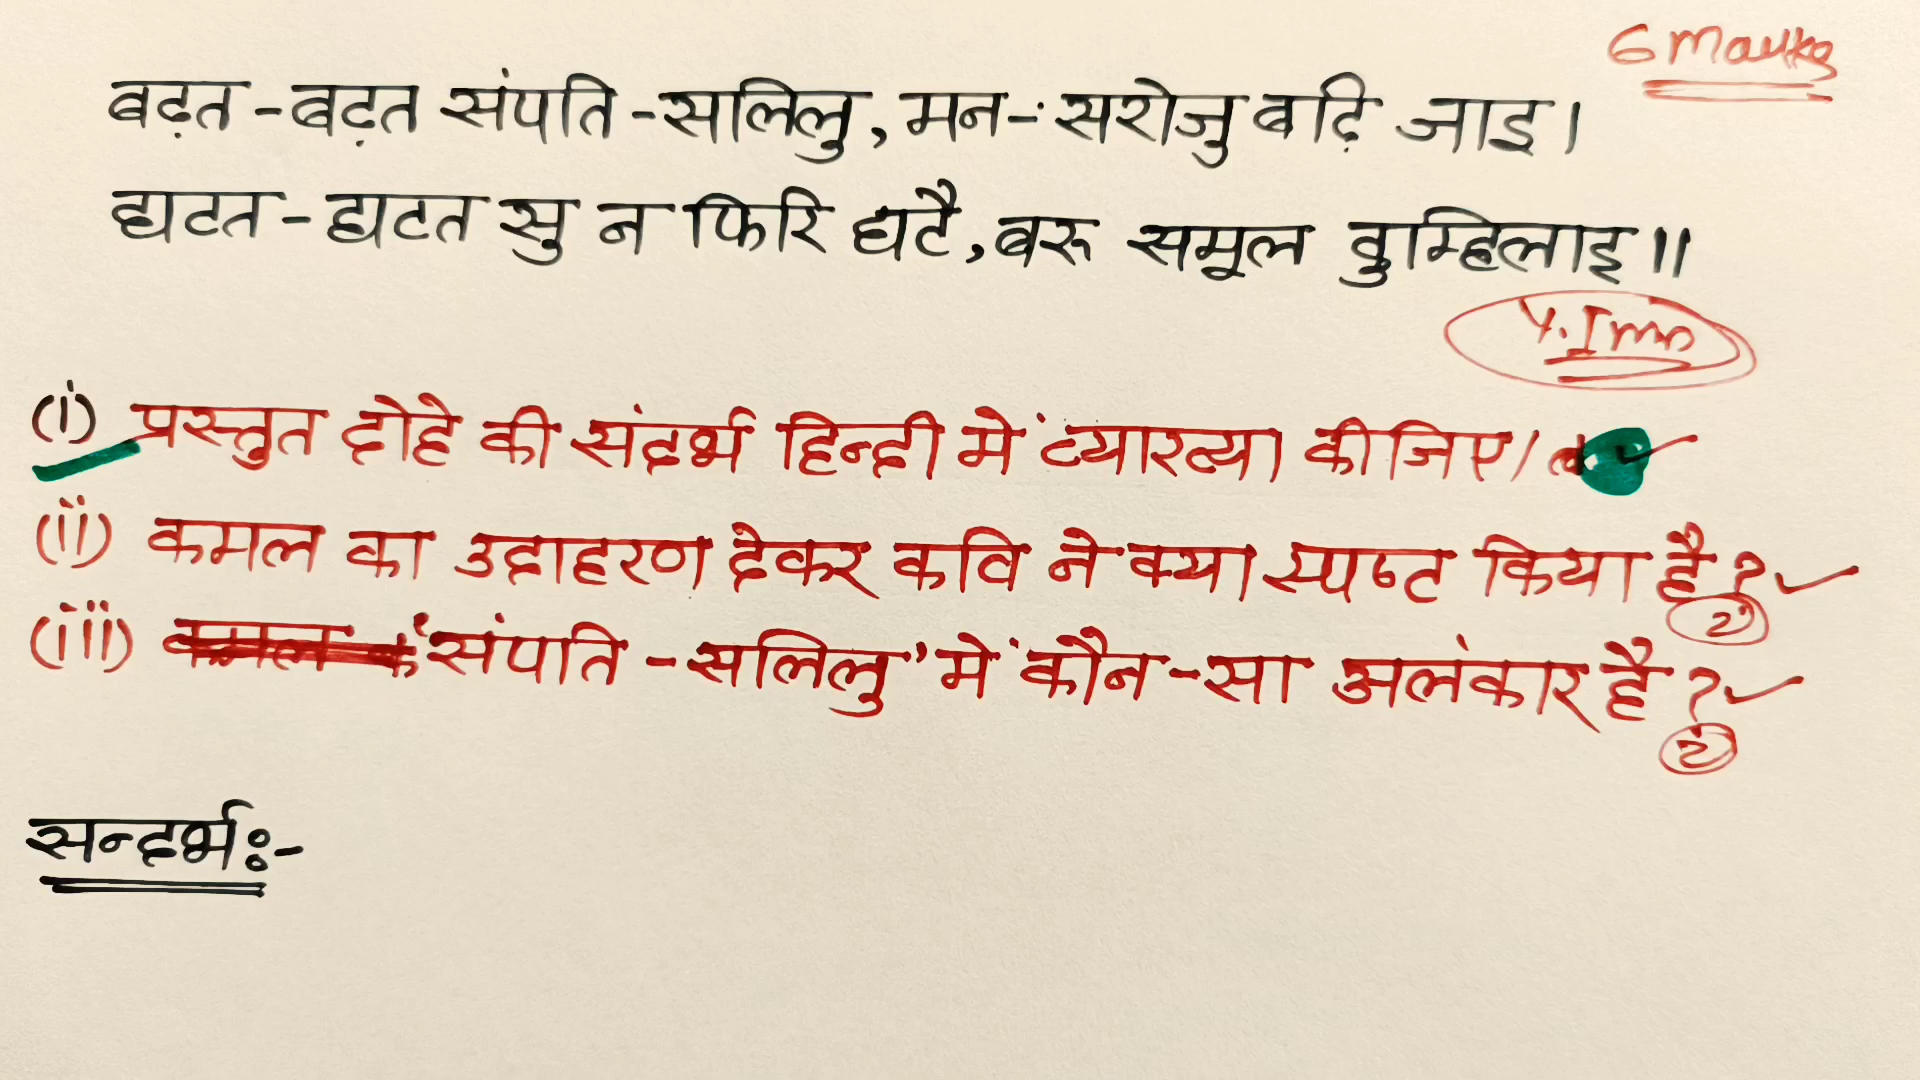 6 Marks
बढ़त-बढ़त संपति-सलिलु, मन-सरोजु बढ़ि जाइ।
घटत-घटत सु न फिरि घटै, बरू समूल कुम्हिलाइ॥
V. Imp
(i) प्रस्तुत दोहे की संदर्भ हिन्दी में व्याख्या कीजिए।
(ii) कमल का उदाहरण देकर कवि ने क्या स्पष्ट किया है? 2
(iii) 'संपति-सलिलु' में कौन-सा अलंकार है? 2
सन्दर्भ:-